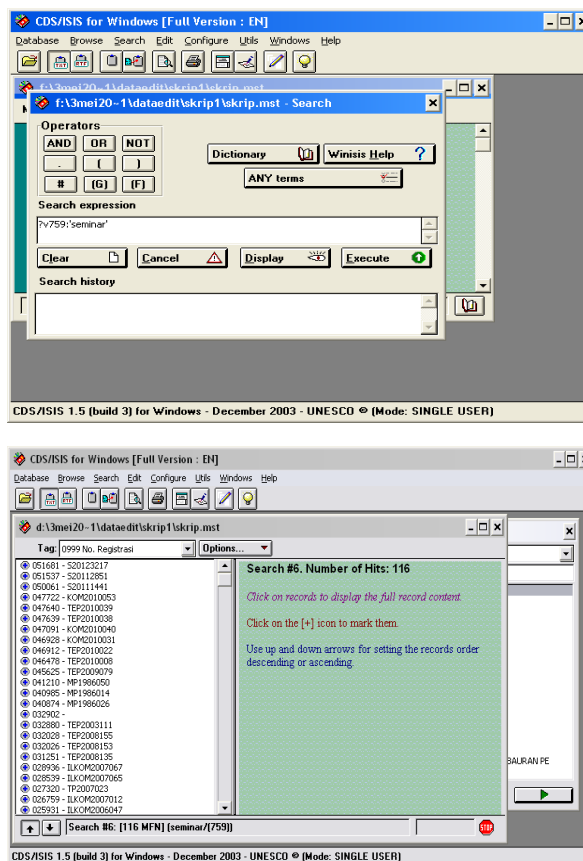 CDS/ISIS for Windows [Full Version : EN]
Database Browse Search Edit Configure Utils Windows Help
f:\3mei20~1\dataedit\skrip1\skrip.mst
f:\3mei20~1\dataedit\skrip1\skrip.mst - Search
Operators
AND OR NOT
. ( )
# (G) (F)
Dictionary Winisis Help ?
ANY terms
Search expression
?v759:'seminar'
Clear Cancel Display Execute
Search history
CDS/ISIS 1.5 (build 3) for Windows - December 2003 - UNESCO © (Mode: SINGLE USER)
CDS/ISIS for Windows [Full Version : EN]
Database Browse Search Edit Configure Utils Windows Help
d:\3mei20~1\dataedit\skrip1\skrip.mst
Tag: 0999 No. Registrasi Options...
051681 - S20123217
051537 - S20112851
050061 - S20111441
047722 - KOM2010053
047640 - TEP2010039
047639 - TEP2010038
047091 - KOM2010040
046928 - KOM2010031
046912 - TEP2010022
046478 - TEP2010008
045625 - TEP2009079
041210 - MP1986050
040985 - MP1986014
040874 - MP1986026
032902 -
032880 - TEP2003111
032028 - TEP2008155
032026 - TEP2008153
031251 - TEP2008135
028936 - ILKOM2007067
028539 - ILKOM2007065
027320 - TP2007023
026759 - ILKOM2007012
025931 - ILKOM2006047
Search #6. Number of Hits: 116
Click on records to display the full record content.
Click on the [+] icon to mark them.
Use up and down arrows for setting the records order
descending or ascending.
BAURAN PE
Search #6: [116 MFN] (seminar/(759))
STOP
CDS/ISIS 1.5 (build 3) for Windows - December 2003 - UNESCO © (Mode: SINGLE USER)